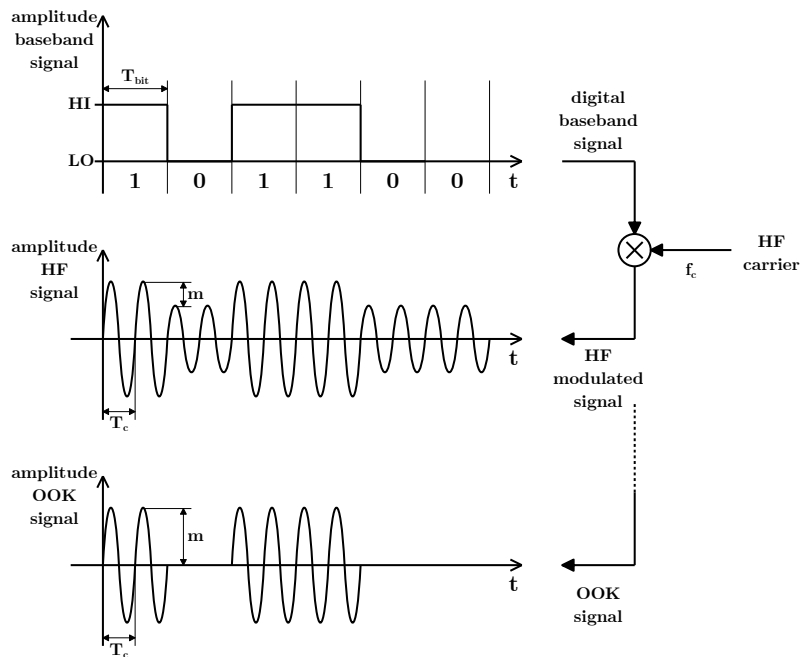 amplitude
baseband
signal
T_bit
HI
LO
1 0 1 1 0 0 t
digital
baseband
signal
HF
carrier
f_c
amplitude
HF
signal
m
t
T_c
HF
modulated
signal
amplitude
OOK
signal
m
t
T_c
OOK
signal